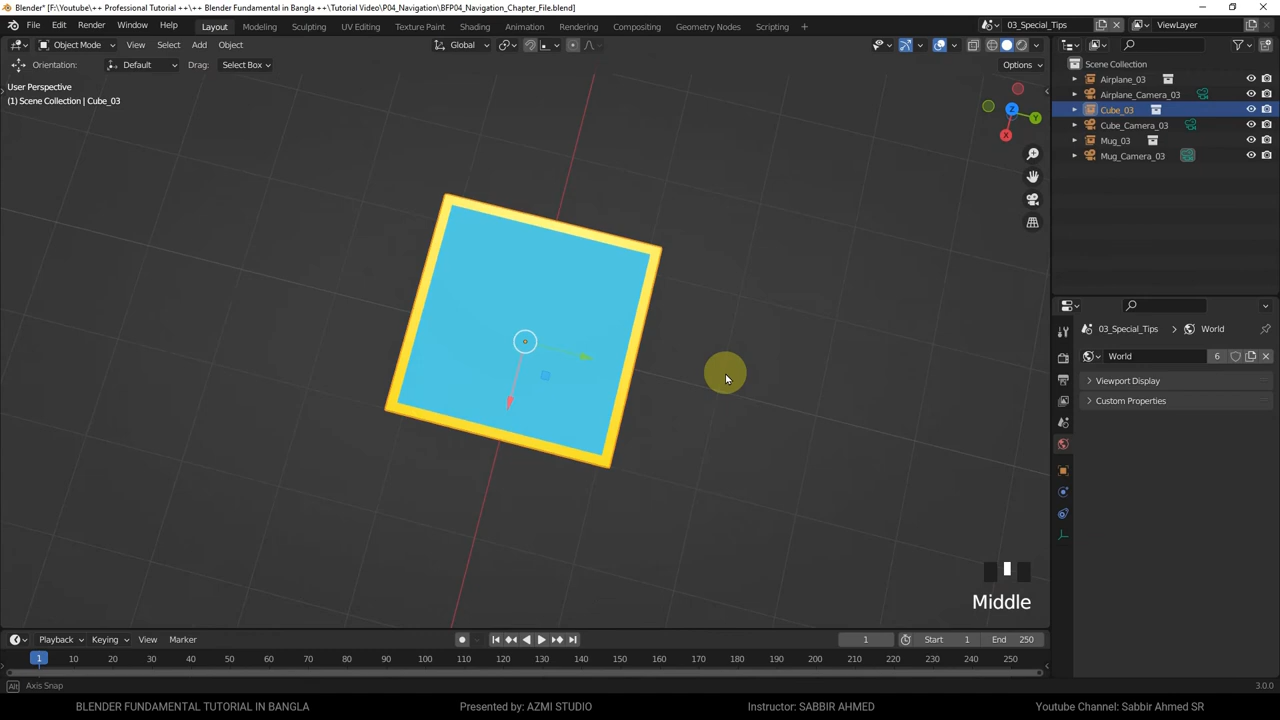 Blender* [F:\Youtube\++ Professional Tutorial ++\++ Blender Fundamental in Bangla ++\Tutorial Video\P04_Navigation\BFP04_Navigation_Chapter_File.blend]
File Edit Render Window Help Layout Modeling Sculpting UV Editing Texture Paint Shading Animation Rendering Compositing Geometry Nodes Scripting + 03_Special_Tips ViewLayer
Object Mode View Select Add Object Global
Orientation: Default Drag: Select Box Options
User Perspective
(1) Scene Collection | Cube_03
Z
Y
X
Scene Collection
Airplane_03
Airplane_Camera_03
Cube_03
Cube_Camera_03
Mug_03
Mug_Camera_03
03_Special_Tips World
World 6
Viewport Display
Custom Properties
Middle
Playback Keying View Marker 1 Start 1 End 250
1 10 20 30 40 50 60 70 80 90 100 110 120 130 140 150 160 170 180 190 200 210 220 230 240 250
Alt Axis Snap 3.0.0
BLENDER FUNDAMENTAL TUTORIAL IN BANGLA Presented by: AZMI STUDIO Instructor: SABBIR AHMED Youtube Channel: Sabbir Ahmed SR